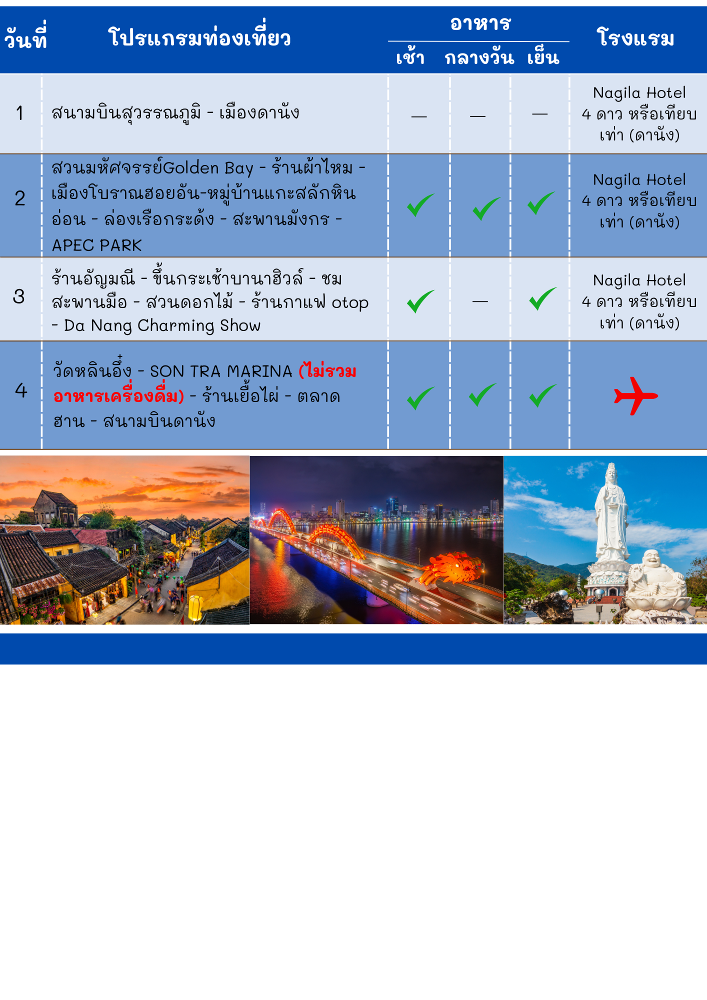 วันที่
โปรแกรมท่องเที่ยว
อาหาร
เช้า กลางวัน เย็น
โรงแรม
1
สนามบินสุวรรณภูมิ - เมืองดานัง
— — —
Nagila Hotel
4 ดาว หรือเทียบ
เท่า (ดานัง)
2
สวนมหัศจรรย์Golden Bay - ร้านผ้าไหม -
เมืองโบราณฮอยอัน-หมู่บ้านแกะสลักหิน
อ่อน - ล่องเรือกระด้ง - สะพานมังกร -
APEC PARK
Nagila Hotel
4 ดาว หรือเทียบ
เท่า (ดานัง)
3
ร้านอัญมณี - ขึ้นกระเช้าบานาฮิวล์ - ชม
สะพานมือ - สวนดอกไม้ - ร้านกาแฟ otop
- Da Nang Charming Show
—
Nagila Hotel
4 ดาว หรือเทียบ
เท่า (ดานัง)
4
วัดหลินอึ๋ง - SON TRA MARINA (ไม่รวม
อาหารเครื่องดื่ม) - ร้านเยื้อไผ่ - ตลาด
ฮาน - สนามบินดานัง